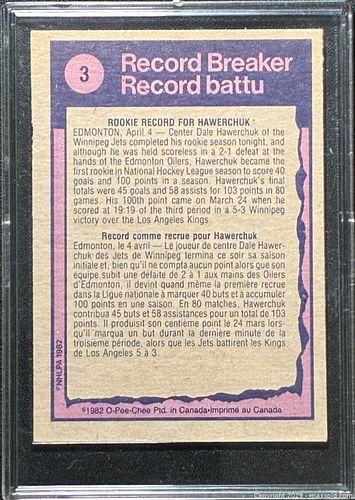 3
Record Breaker
Record battu
ROOKIE RECORD FOR HAWERCHUK
EDMONTON, April 4 — Center Dale Hawerchuk of the
Winnipeg Jets completed his rookie season tonight, and
although he was held scoreless in a 2-1 defeat at the
hands of the Edmonton Oilers, Hawerchuk became the
first rookie in National Hockey League season to score 40
goals and 100 points in a season. Hawerchuk's final
totals were 45 goals and 58 assists for 103 points in 80
games. His 100th point came on March 24 when he
scored at 19:19 of the third period in a 5-3 Winnipeg
victory over the Los Angeles Kings.
Record comme recrue pour Hawerchuk
Edmonton, le 4 avril — Le joueur de centre Dale Hawer-
chuk des Jets de Winnipeg termina ce soir sa saison
initiale et, bien qu'il ne compta aucun point alors que son
équipe subit une défaite de 2 à 1 aux mains des Oilers
d'Edmonton, il devint quand même la première recrue
dans la Ligue nationale à marquer 40 buts et à accumuler
100 points en une saison. En 80 matches, Hawerchuk
contribua 45 buts et 58 assistances pour un total de 103
points. Il produisit son centième point le 24 mars lors-
qu'il marqua un but durant la dernière minute de la
troisième période, alors que les Jets battirent les Kings
de Los Angeles 5 à 3
©NHLPA 1982
©1982 O-Pee-Chee Ptd. in Canada-Imprimé au Canada
Copyright 2023 - maxsold.com